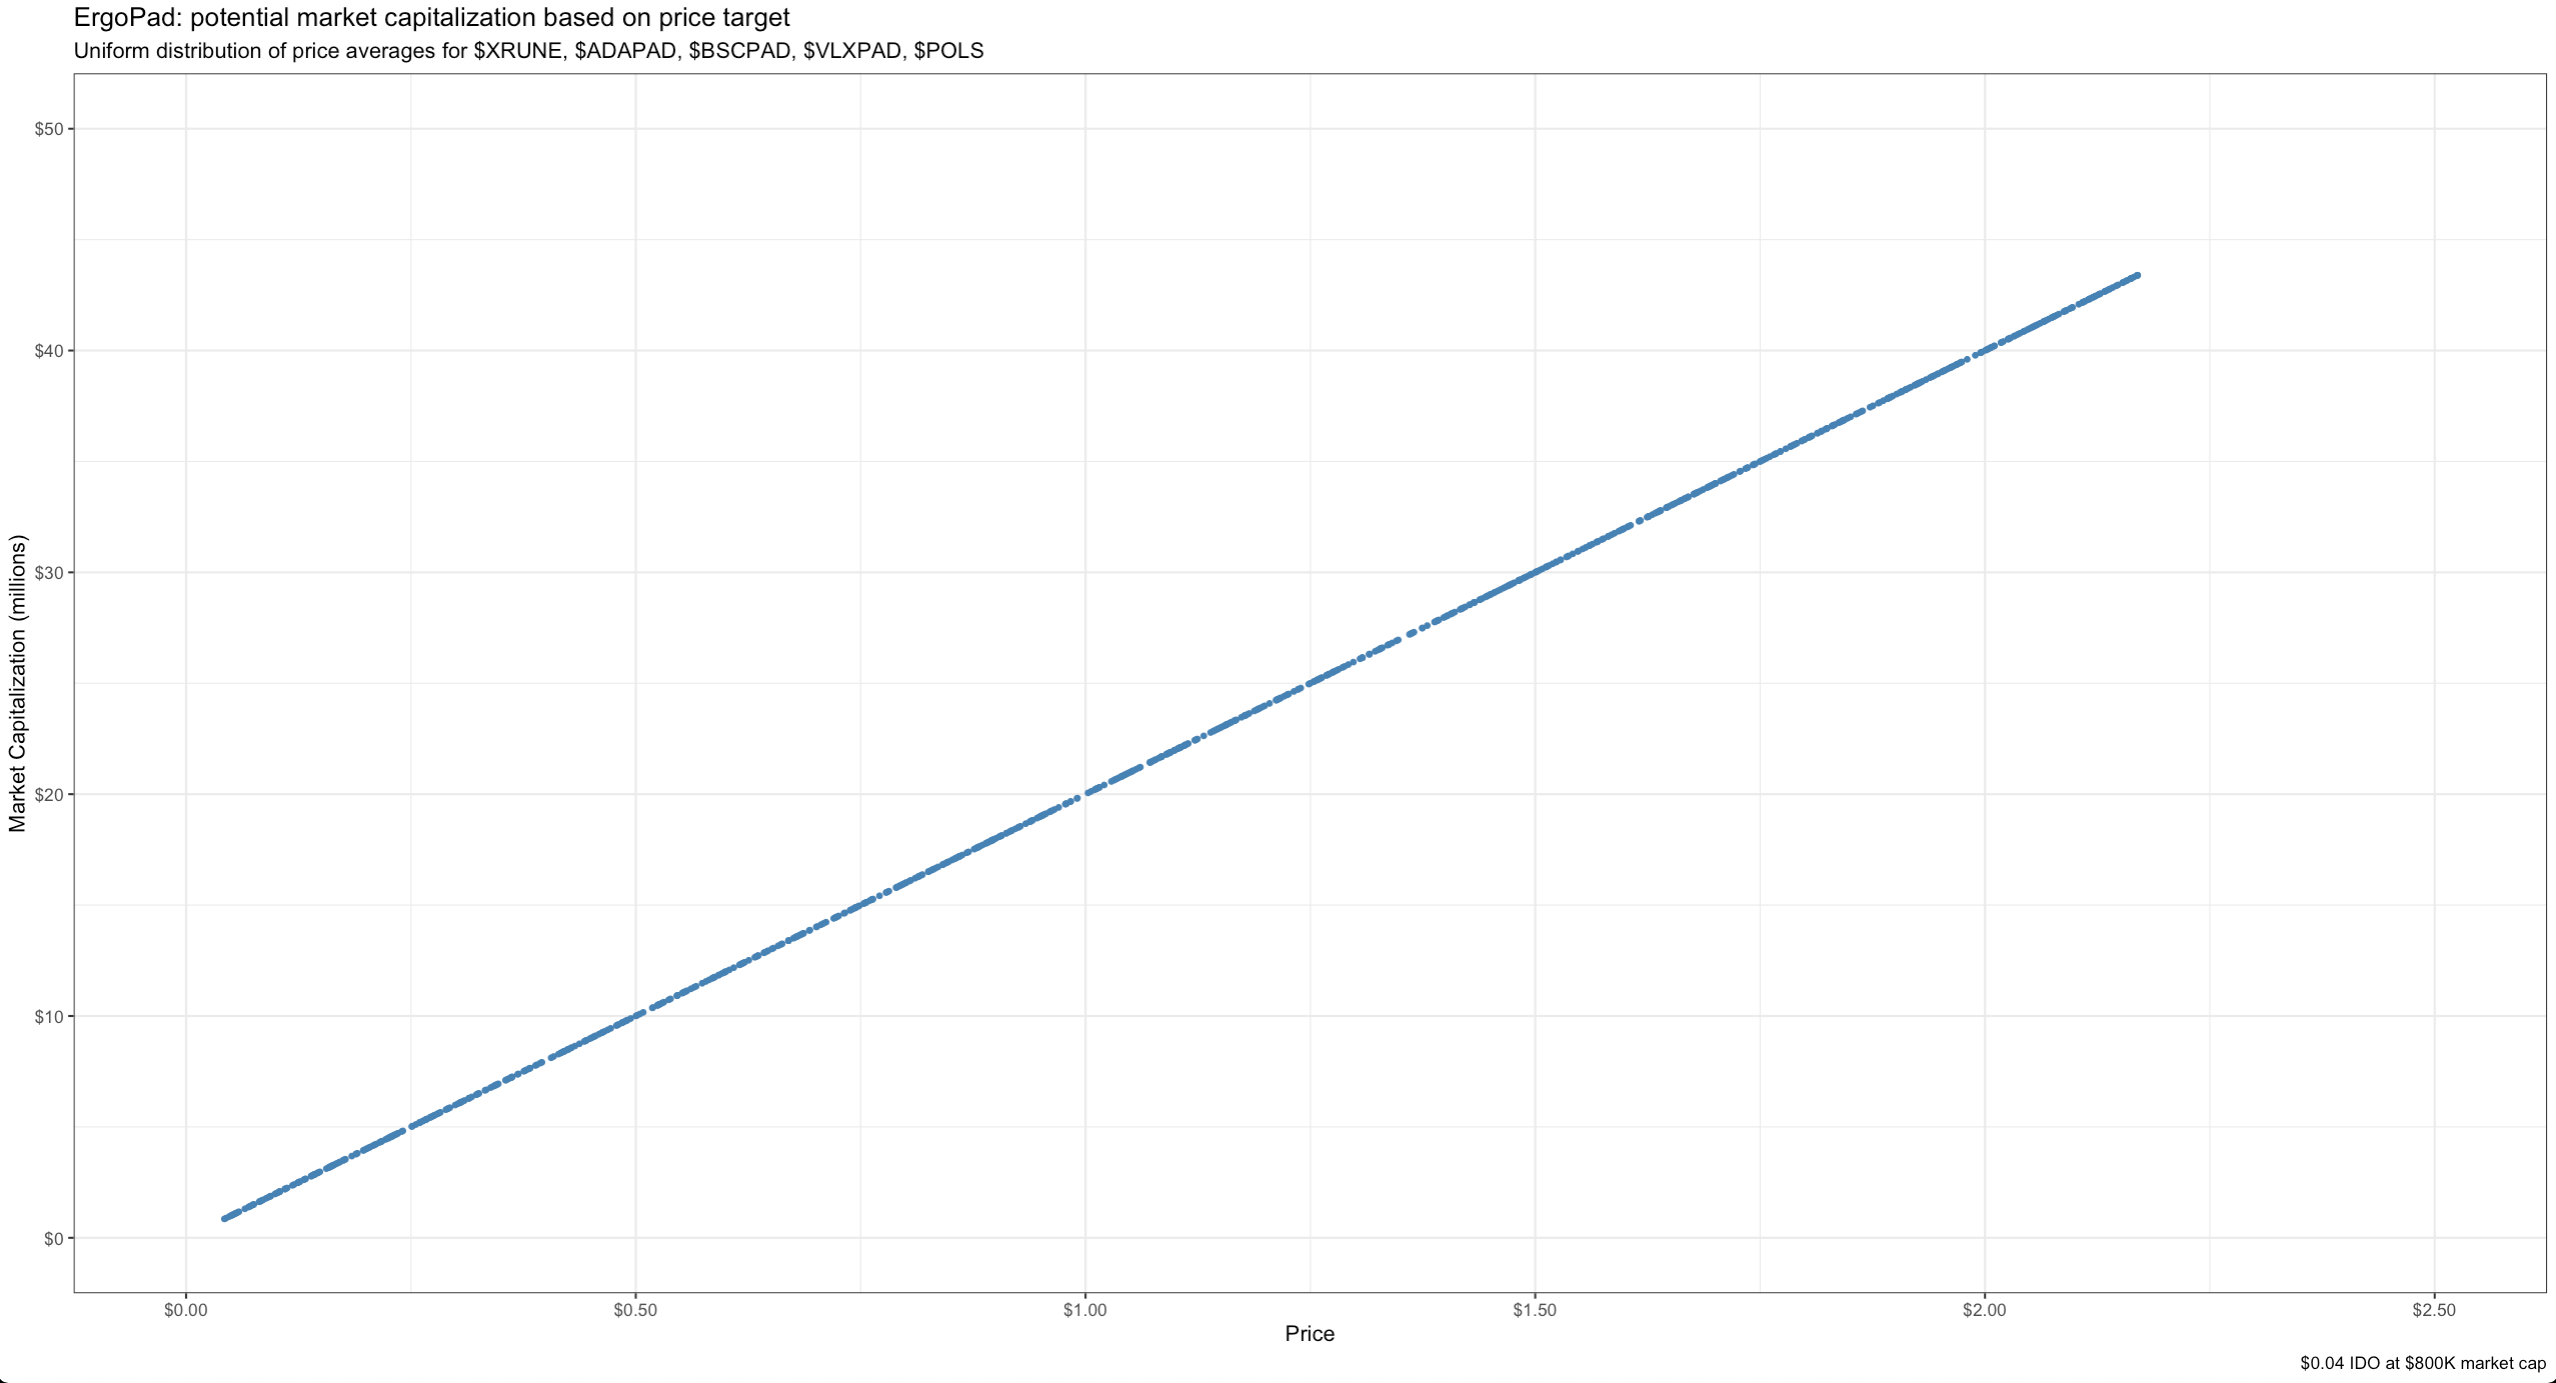 ErgoPad: potential market capitalization based on price target
Uniform distribution of price averages for $XRUNE, $ADAPAD, $BSCPAD, $VLXPAD, $POLS
Market Capitalization (millions)
$50
$40
$30
$20
$10
$0
$0.00 $0.50 $1.00 $1.50 $2.00 $2.50
Price
$0.04 IDO at $800K market cap